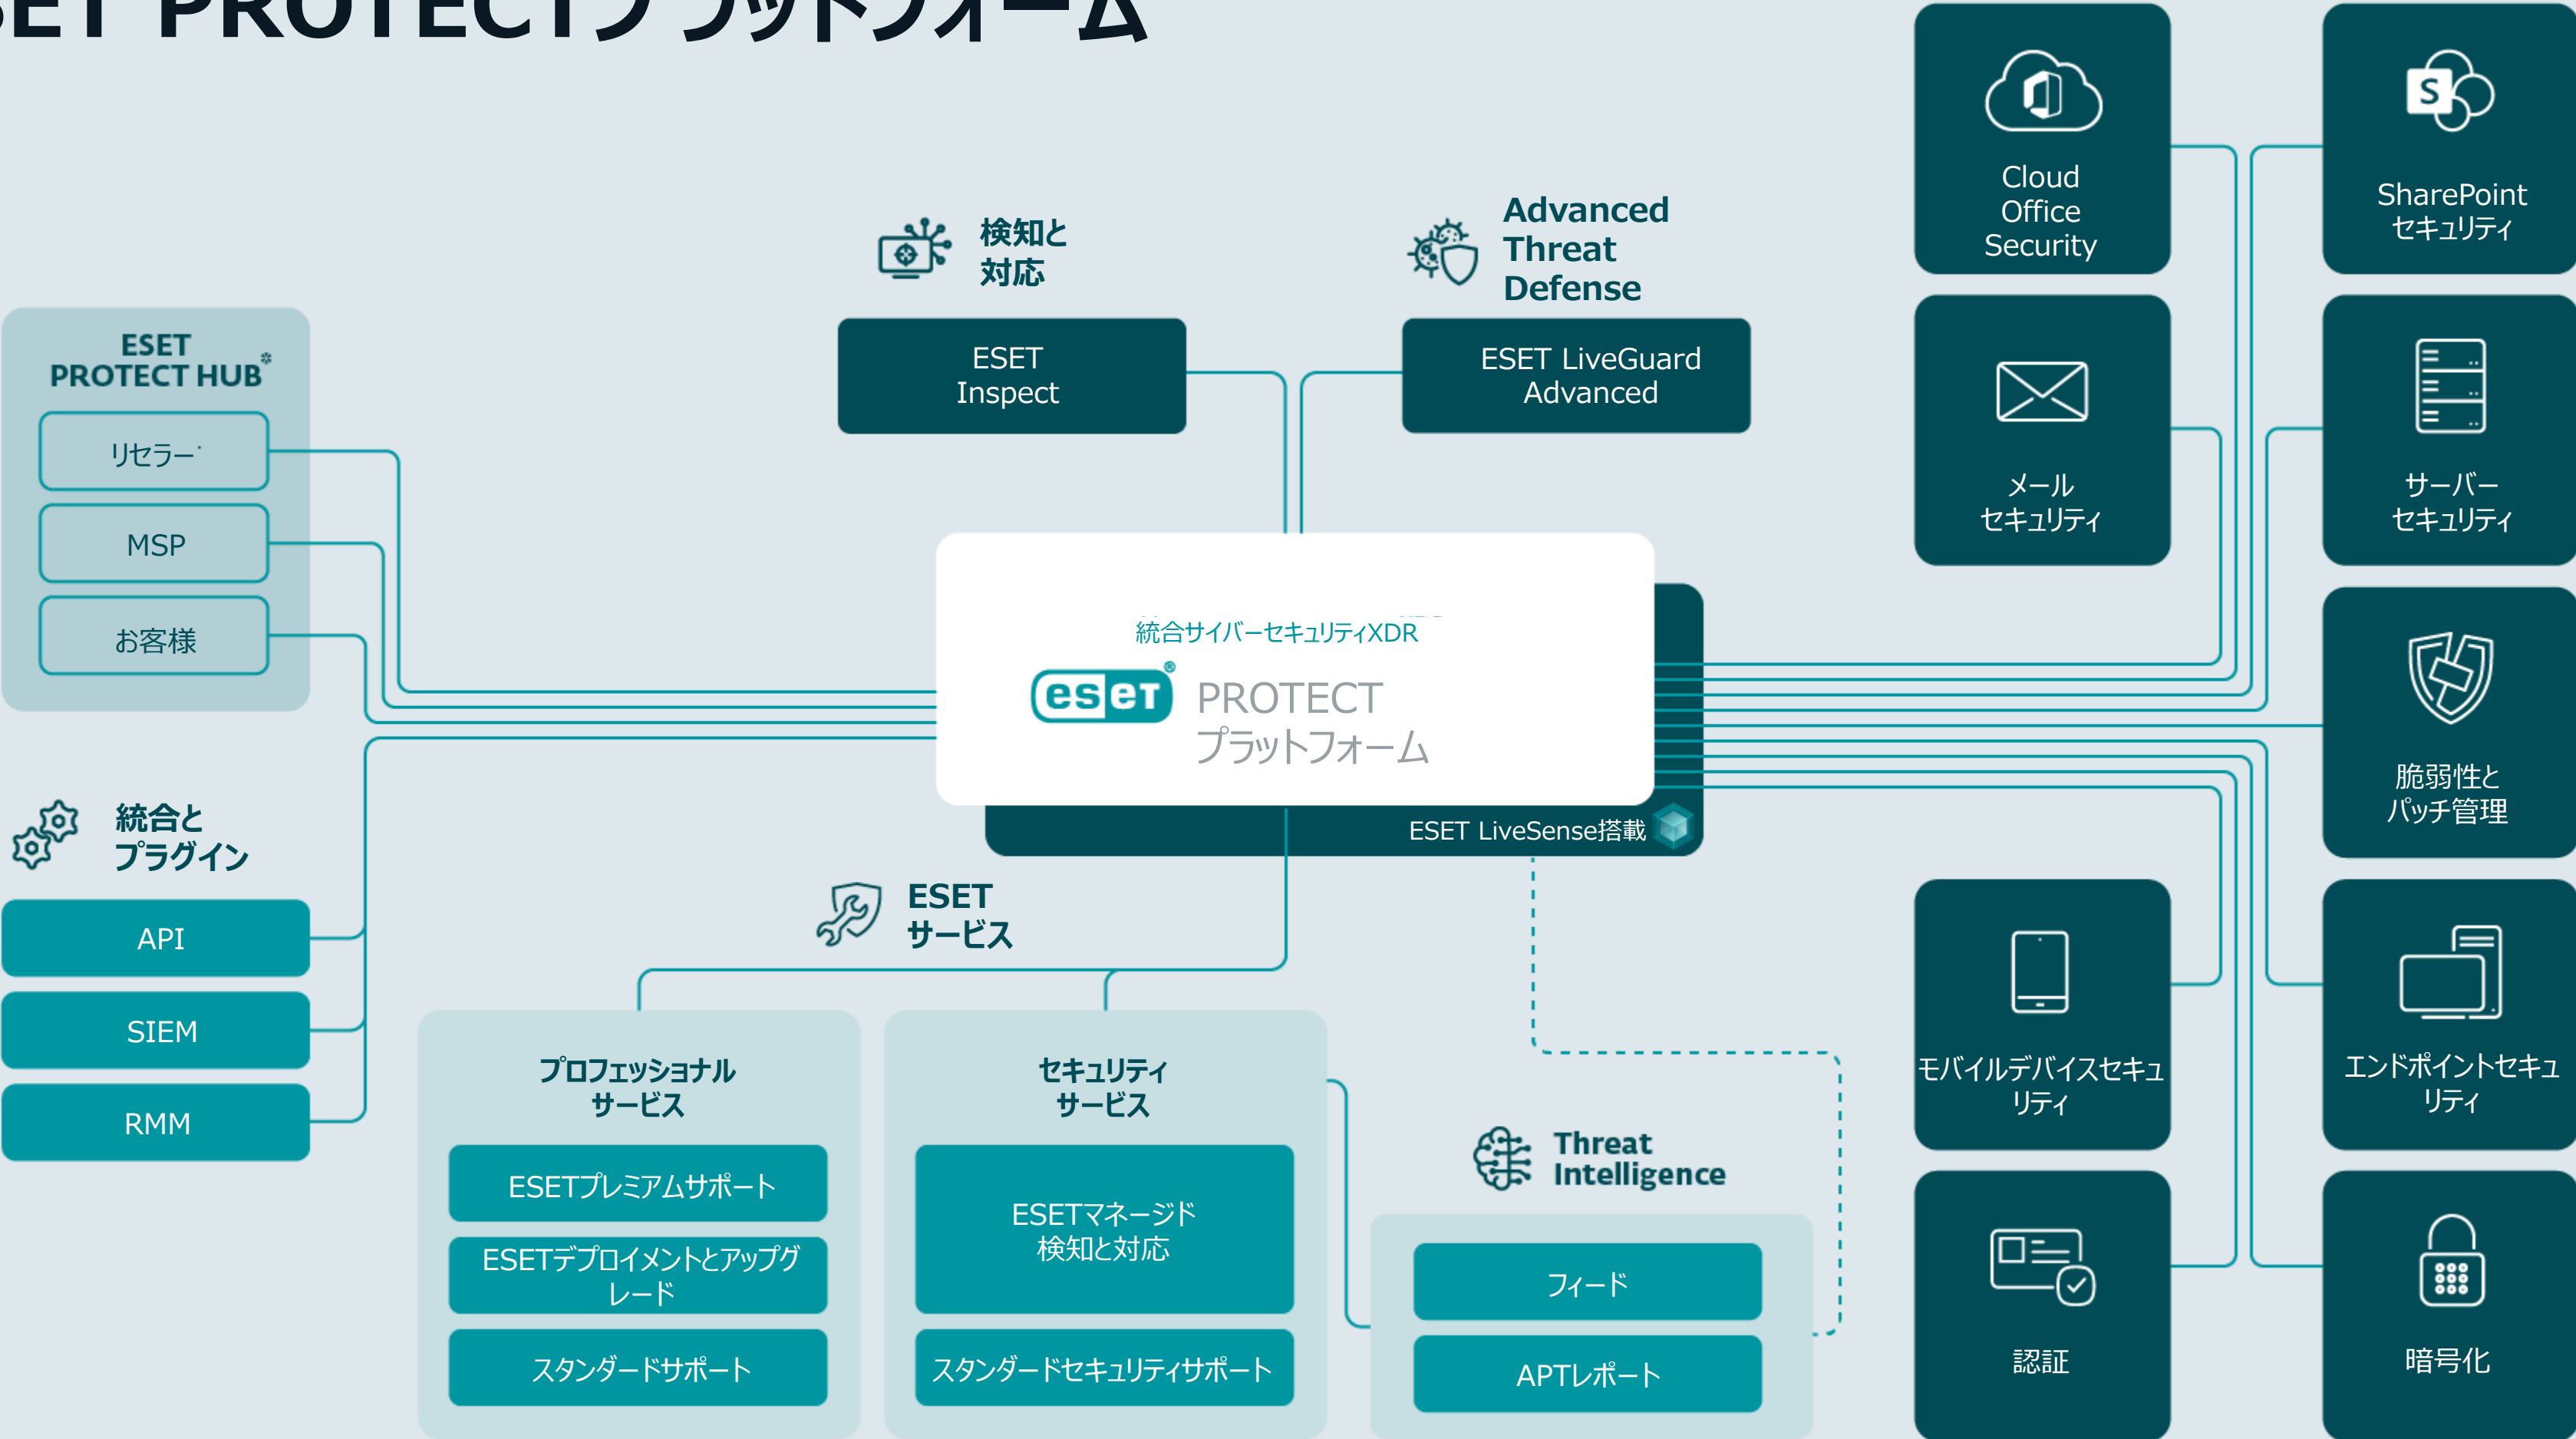 SET PROTECTプラットフォーム
検知と
対応
ESET
Inspect
Advanced
Threat
Defense
ESET LiveGuard
Advanced
ESET
PROTECT HUB*
リセラー*
MSP
お客様
統合サイバーセキュリティXDR
eseT®
PROTECT
プラットフォーム
ESET LiveSense搭載
統合と
プラグイン
API
SIEM
RMM
ESET
サービス
プロフェッショナル
サービス
ESETプレミアムサポート
ESETデプロイメントとアップグ
レード
スタンダードサポート
セキュリティ
サービス
ESETマネージド
検知と対応
スタンダードセキュリティサポート
Threat
Intelligence
フィード
APTレポート
Cloud
Office
Security
S
SharePoint
セキュリティ
メール
セキュリティ
サーバー
セキュリティ
脆弱性と
パッチ管理
モバイルデバイスセキュ
リティ
エンドポイントセキュ
リティ
認証
暗号化